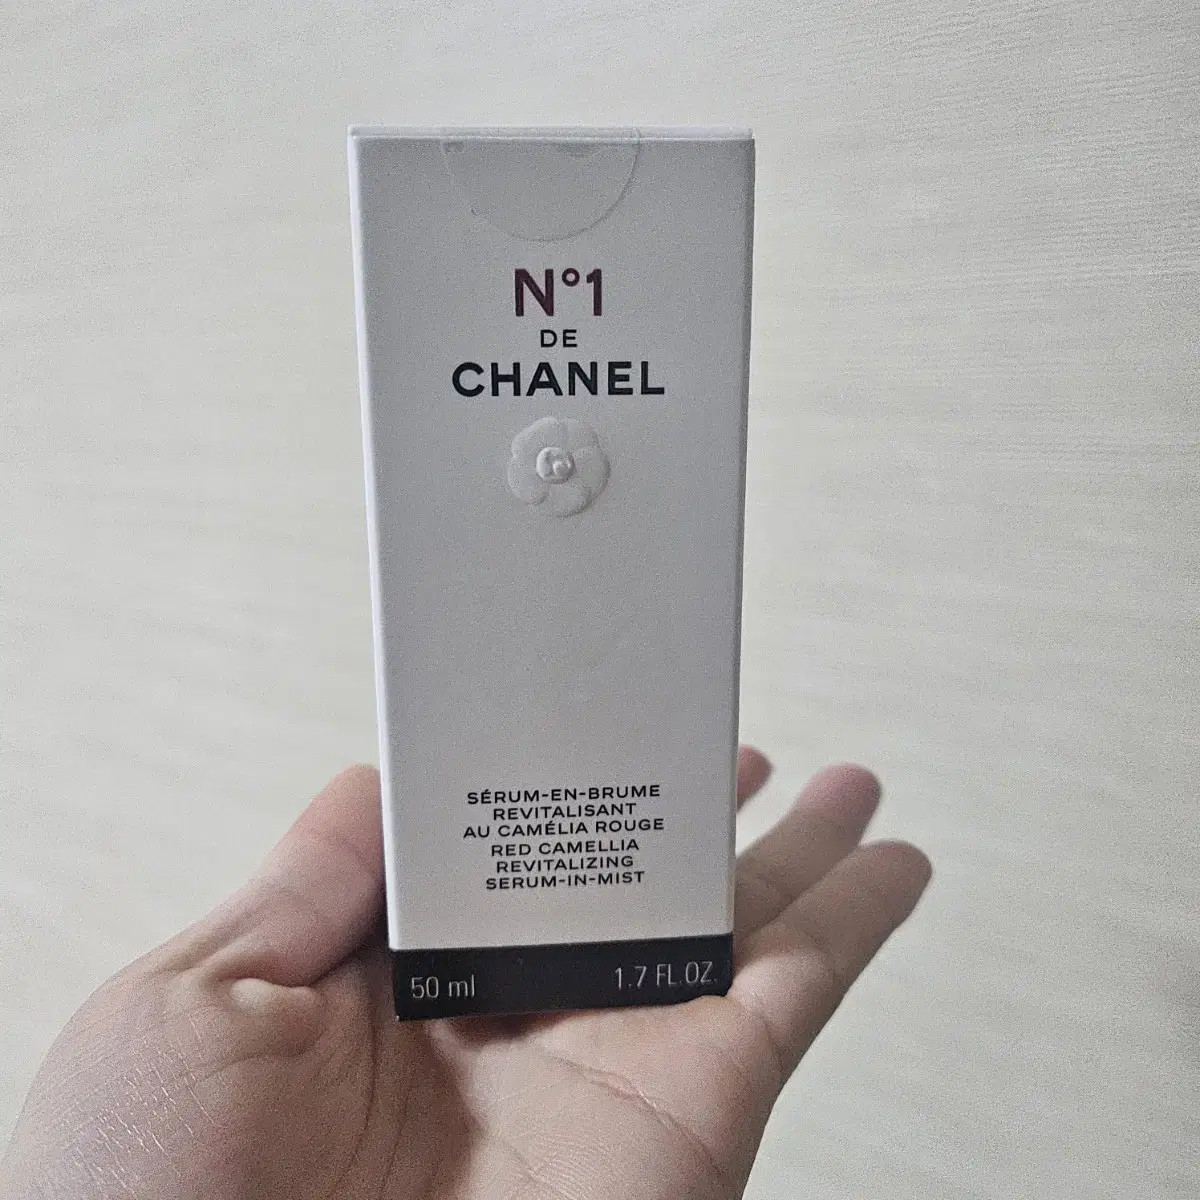 N°1
DE
CHANEL
SÉRUM-EN-BRUME
REVITALISANT
AU CAMÉLIA ROUGE
RED CAMELLIA
REVITALIZING
SERUM-IN-MIST
50 ml 1.7 FL.OZ.